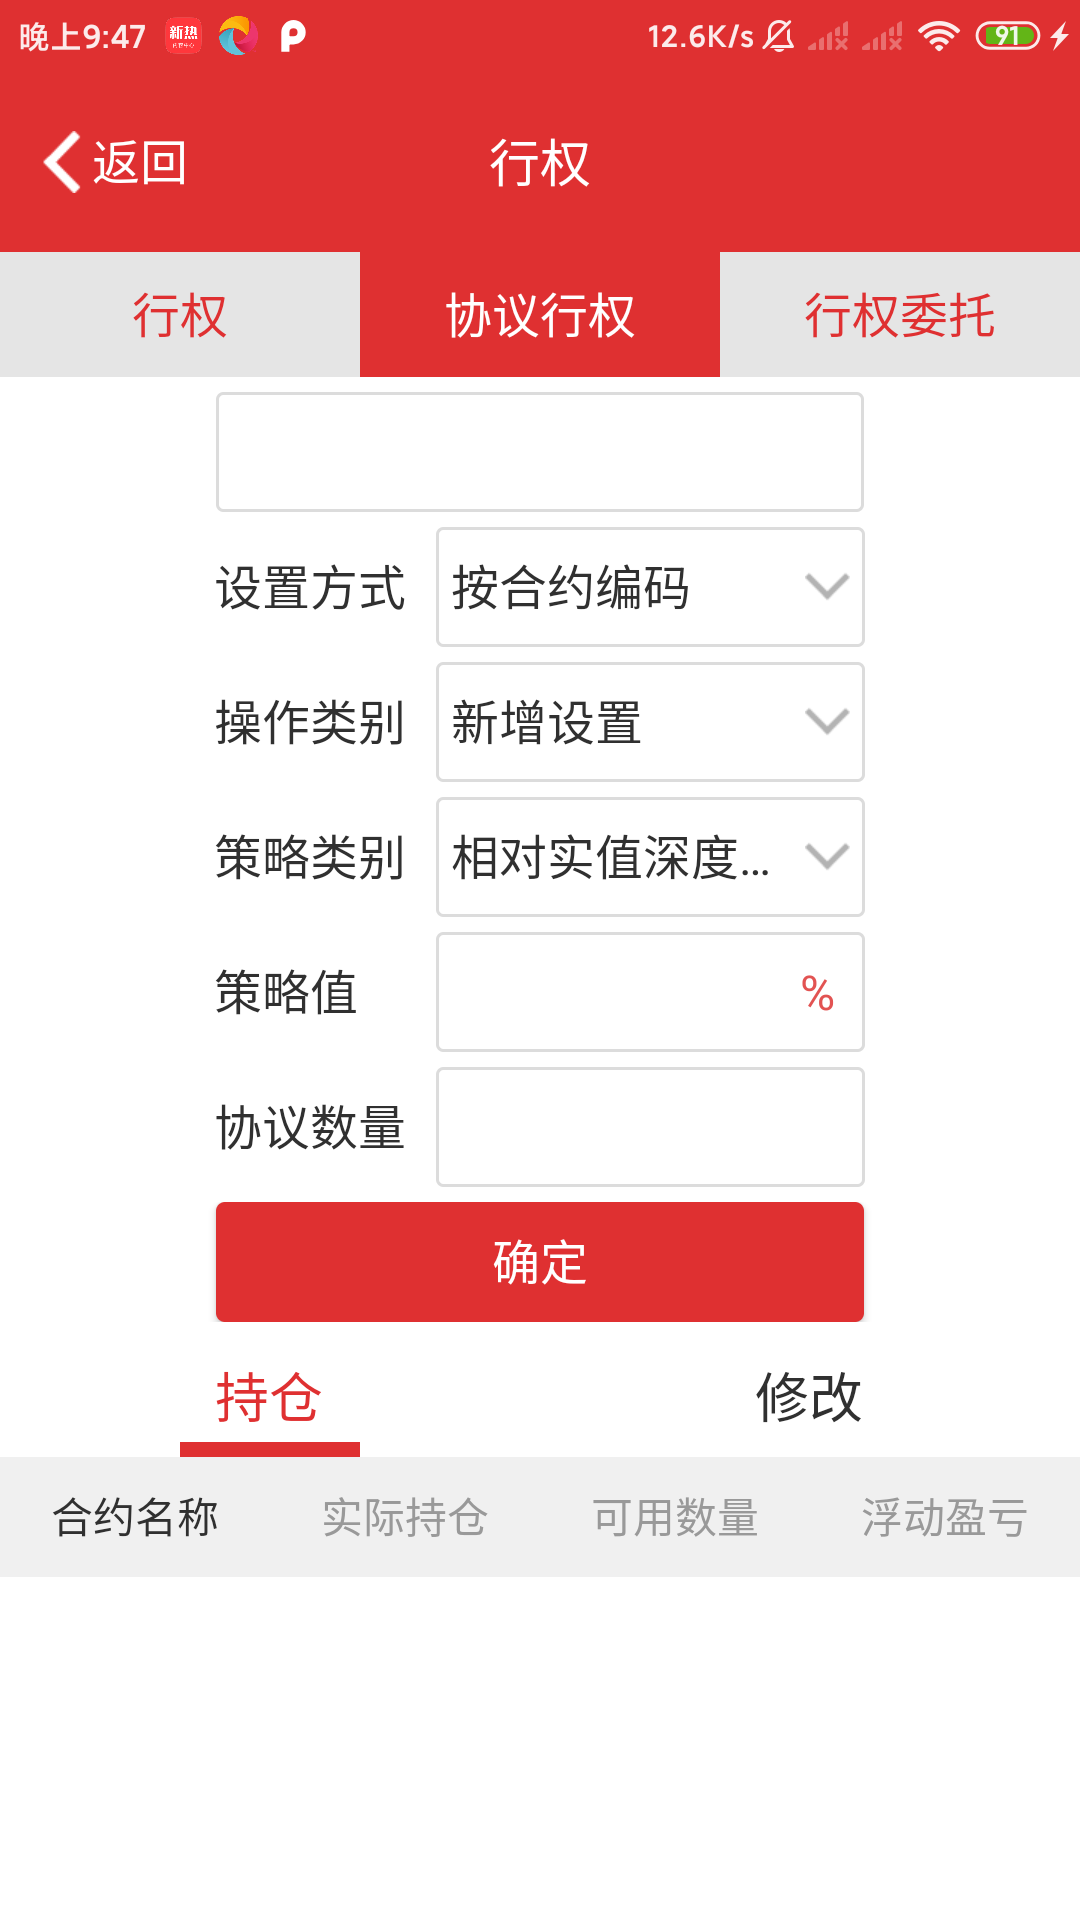 晚上9:47 新热 12.6K/s 91
返回 行权
行权 协议行权 行权委托
设置方式 按合约编码
操作类别 新增设置
策略类别 相对实值深度...
策略值 %
协议数量
确定
持仓 修改
合约名称 实际持仓 可用数量 浮动盈亏